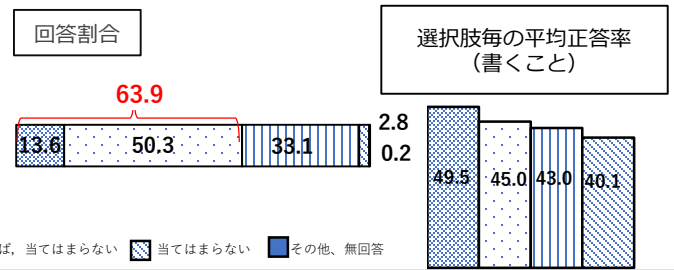 回答割合
選択肢毎の平均正答率
（書くこと）
63.9
13.6 50.3 33.1 2.8
0.2
49.5 45.0 43.0 40.1
ば，当てはまらない 当てはまらない その他、無回答